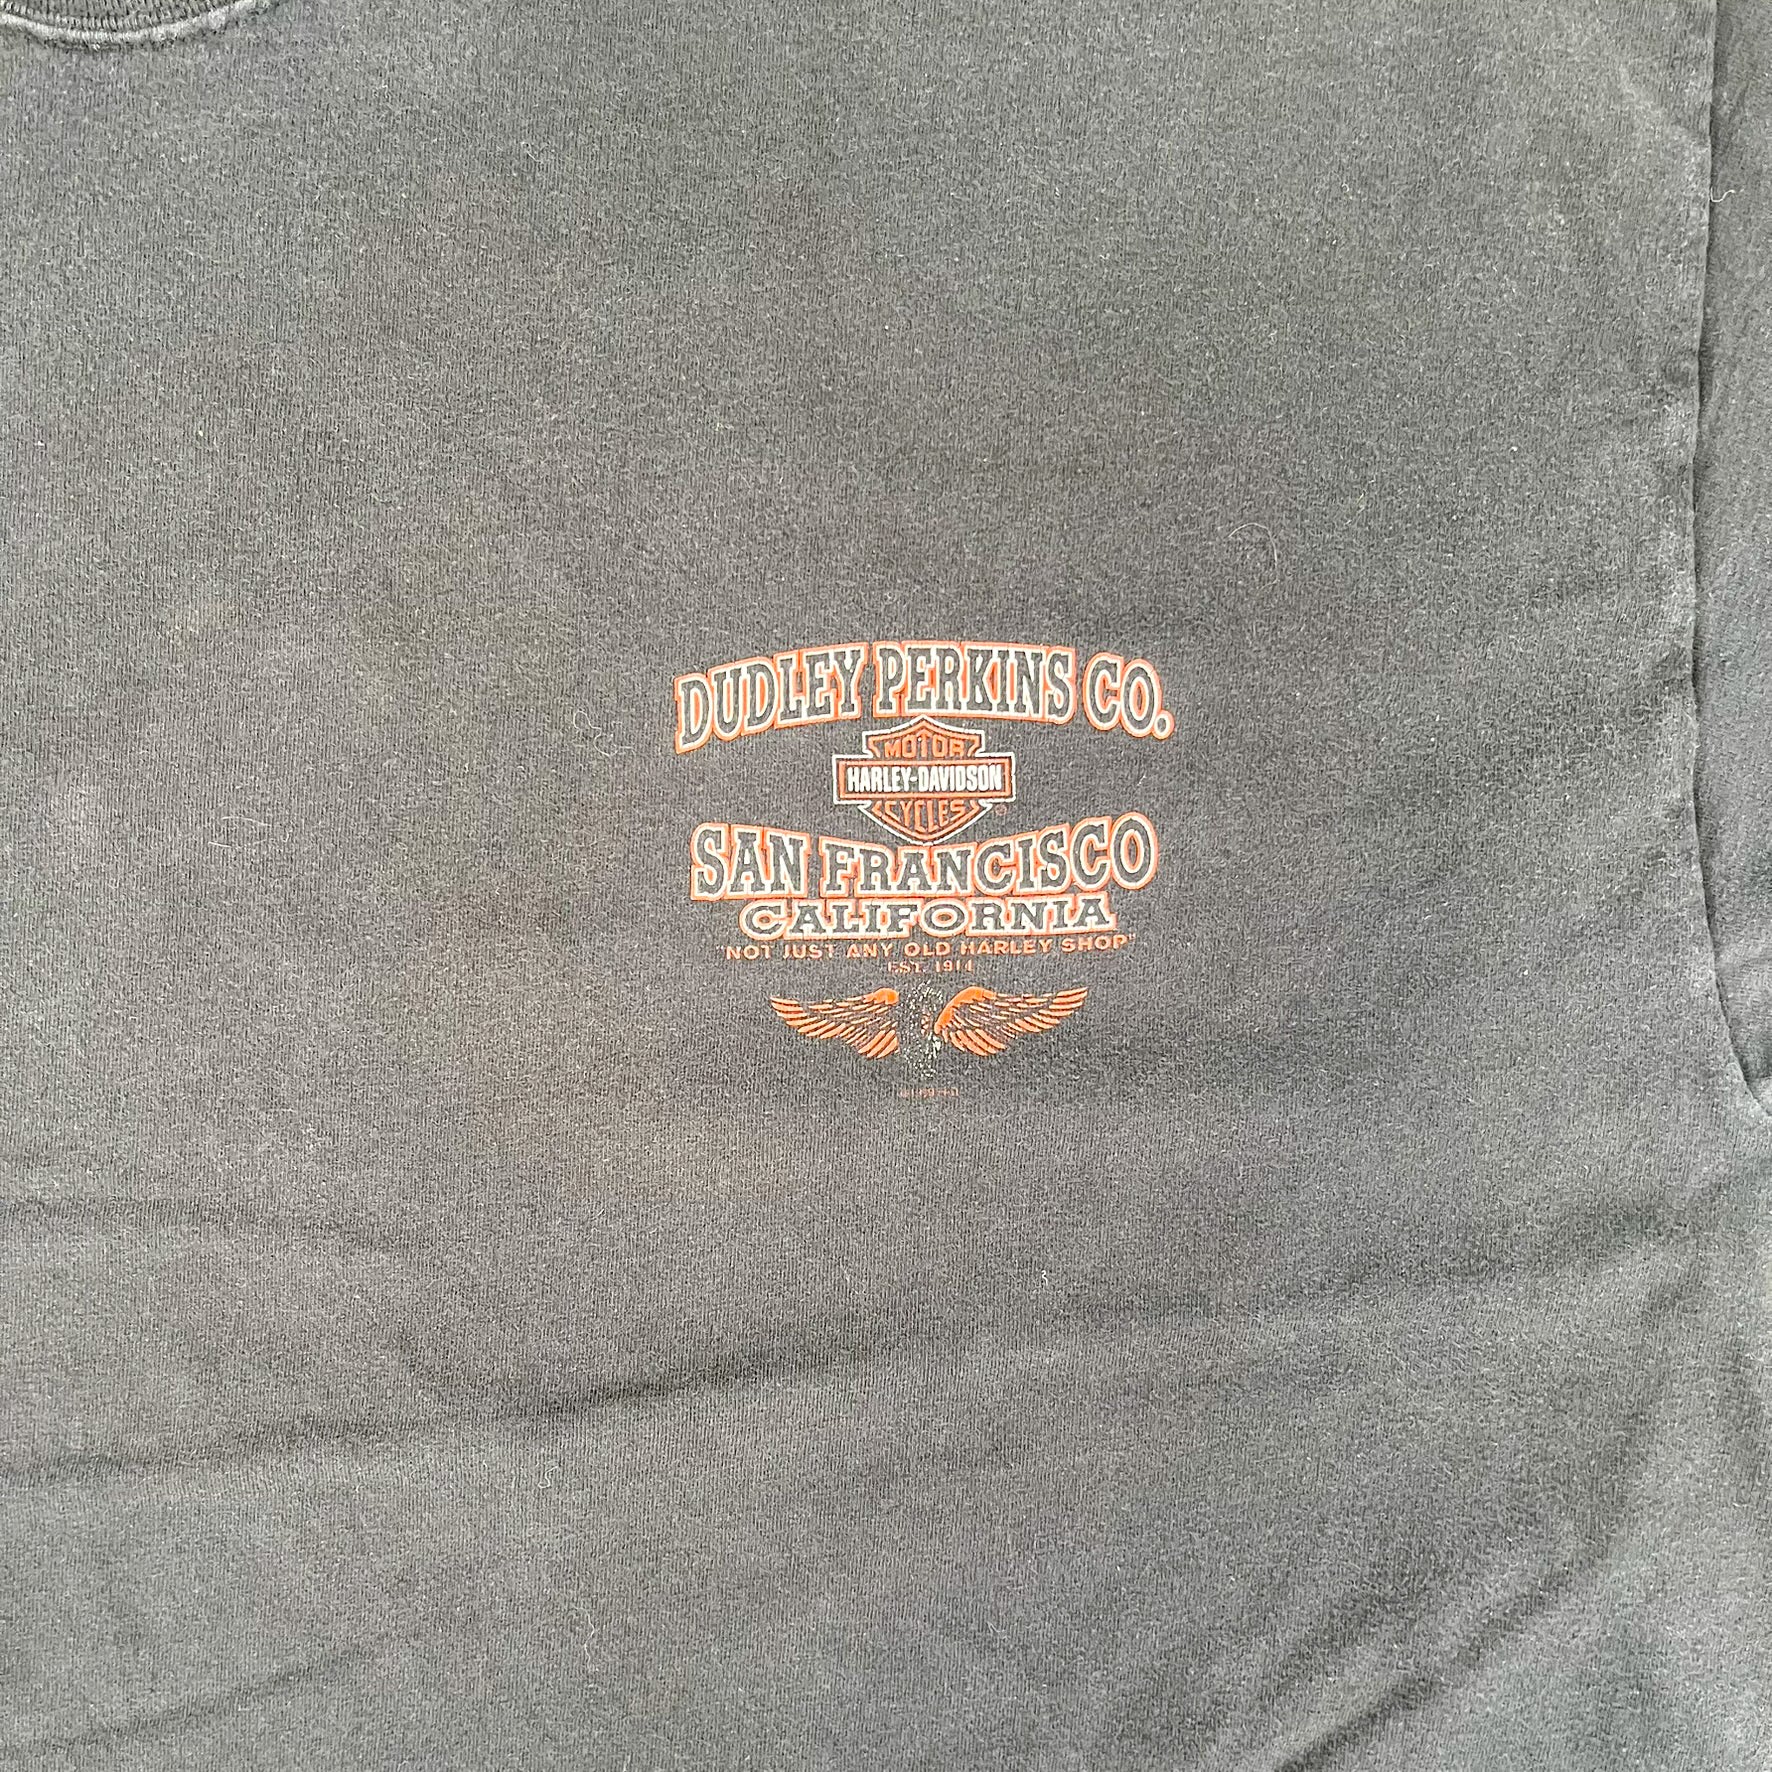 DUDLEY PERKINS CO.
MOTOR
HARLEY-DAVIDSON
CYCLES
®
SAN FRANCISCO
CALIFORNIA
"NOT JUST ANY OLD HARLEY SHOP"
EST. 1914